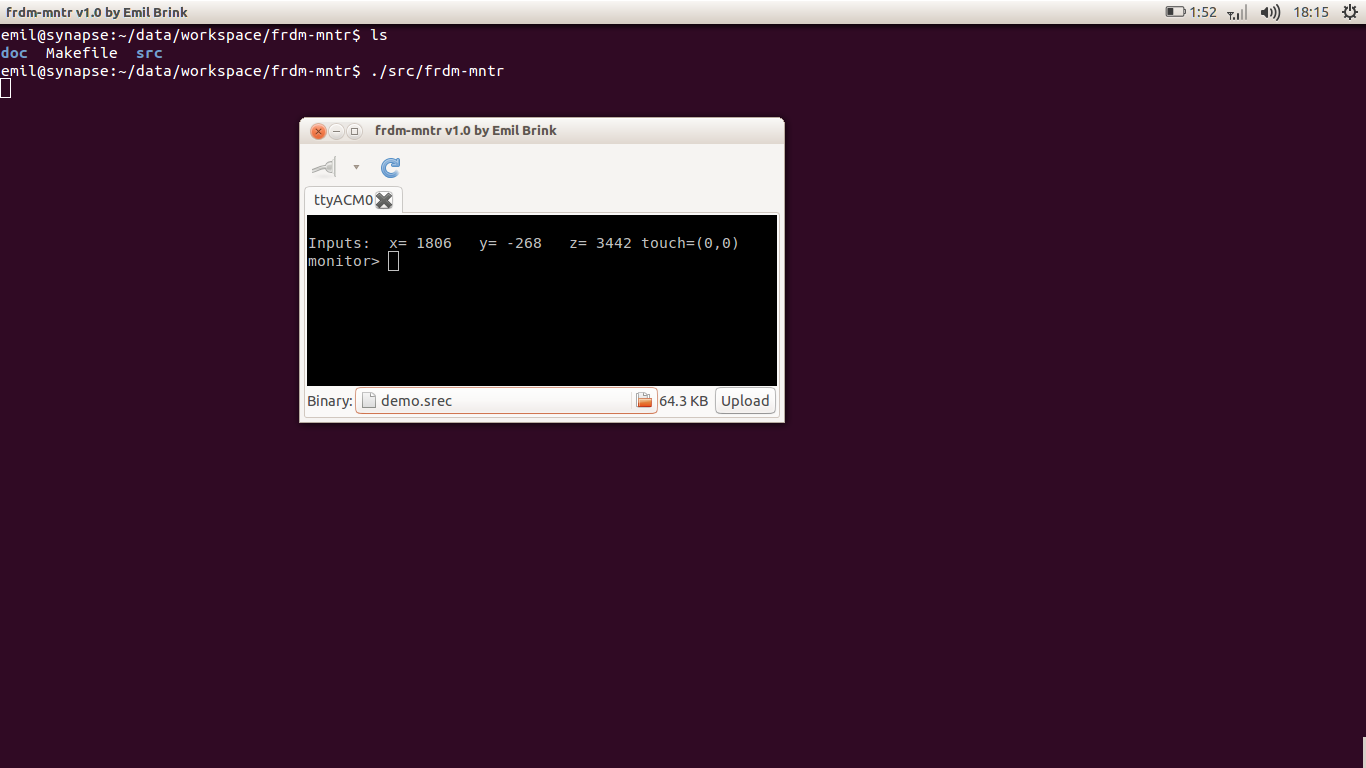 frdm-mntr v1.0 by Emil Brink 1:52 18:15
emil@synapse:~/data/workspace/frdm-mntr$ ls
doc  Makefile  src
emil@synapse:~/data/workspace/frdm-mntr$ ./src/frdm-mntr
frdm-mntr v1.0 by Emil Brink
ttyACM0
Inputs:  x= 1806   y= -268   z= 3442 touch=(0,0)
monitor>
Binary: demo.srec 64.3 KB Upload